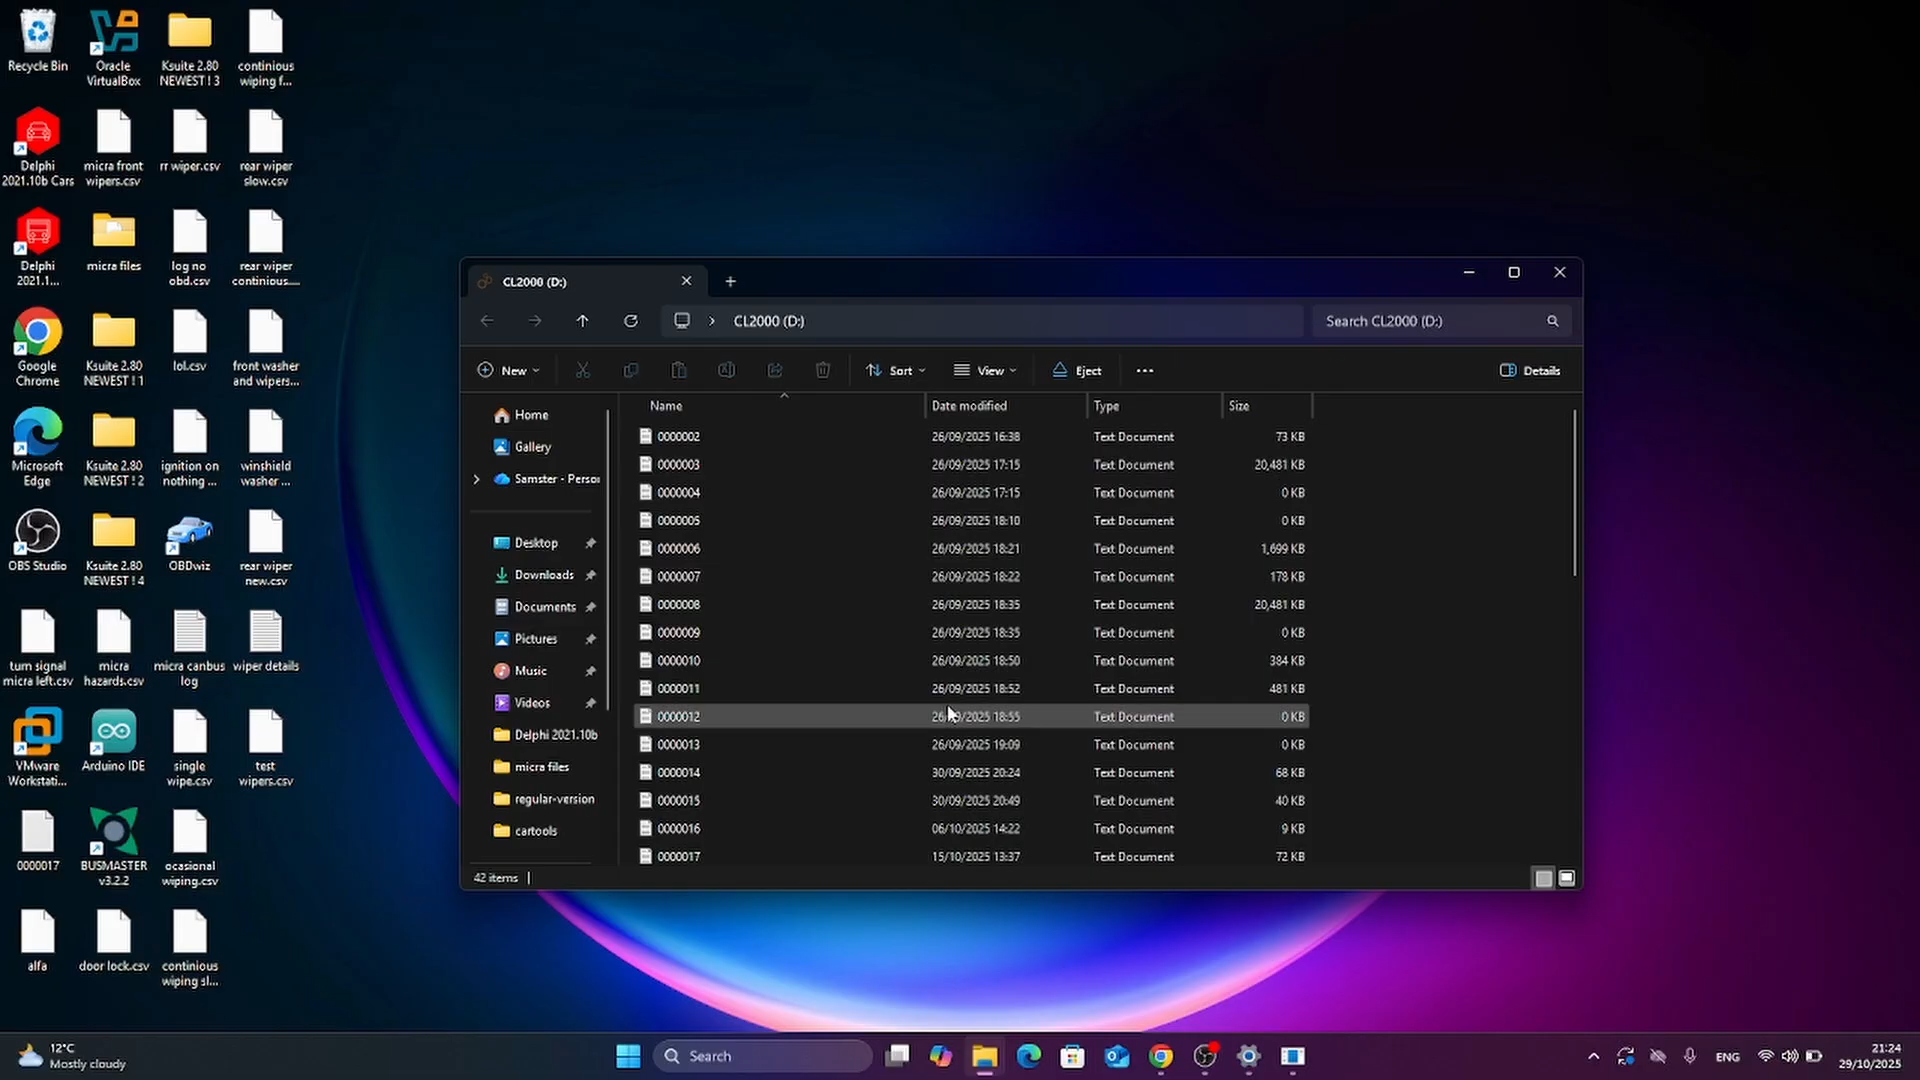 Recycle Bin
Oracle
VirtualBox
Ksuite 2.80
NEWEST ! 3
continious
wiping f...
Delphi
2021.10b Cars
micra front
wipers.csv
rr wiper.csv
rear wiper
slow.csv
Delphi
2021.1...
micra files
log no
obd.csv
rear wiper
continuous....
Google
Chrome
Ksuite 2.80
NEWEST ! 1
lol.csv
front washer
and wipers...
Microsoft
Edge
Ksuite 2.80
NEWEST ! 2
ignition on
nothing ...
winshield
washer ...
OBS Studio
Ksuite 2.80
NEWEST ! 4
OBDwiz
rear wiper
new.csv
turn signal
micra left.csv
micra
hazards.csv
micra canbus
log
wiper details
VMware
Workstati...
Arduino IDE
single
wipe.csv
test
wipers.csv
0000017
BUSMASTER
v3.2.2
ocasional
wiping.csv
alfa
door lock.csv
continious
wiping sl...
CL2000 (D:)
CL2000 (D:)
Search CL2000 (D:)
New
Sort
View
Eject
Details
Home
Gallery
Samster - Person
Desktop
Downloads
Documents
Pictures
Music
Videos
Delphi 2021.10b
micra files
regular-version
cartools
Name Date modified Type Size
0000002 26/09/2025 16:38 Text Document 73 KB
0000003 26/09/2025 17:15 Text Document 20,481 KB
0000004 26/09/2025 17:15 Text Document 0 KB
0000005 26/09/2025 18:10 Text Document 0 KB
0000006 26/09/2025 18:21 Text Document 1,699 KB
0000007 26/09/2025 18:22 Text Document 178 KB
0000008 26/09/2025 18:35 Text Document 20,481 KB
0000009 26/09/2025 18:35 Text Document 0 KB
0000010 26/09/2025 18:50 Text Document 384 KB
0000011 26/09/2025 18:52 Text Document 481 KB
0000012 26/09/2025 18:55 Text Document 0 KB
0000013 26/09/2025 19:09 Text Document 0 KB
0000014 30/09/2025 20:24 Text Document 68 KB
0000015 30/09/2025 20:49 Text Document 40 KB
0000016 06/10/2025 14:22 Text Document 9 KB
0000017 15/10/2025 13:37 Text Document 72 KB
42 items
12°C
Mostly cloudy
Search
ENG
21:24
29/10/2025